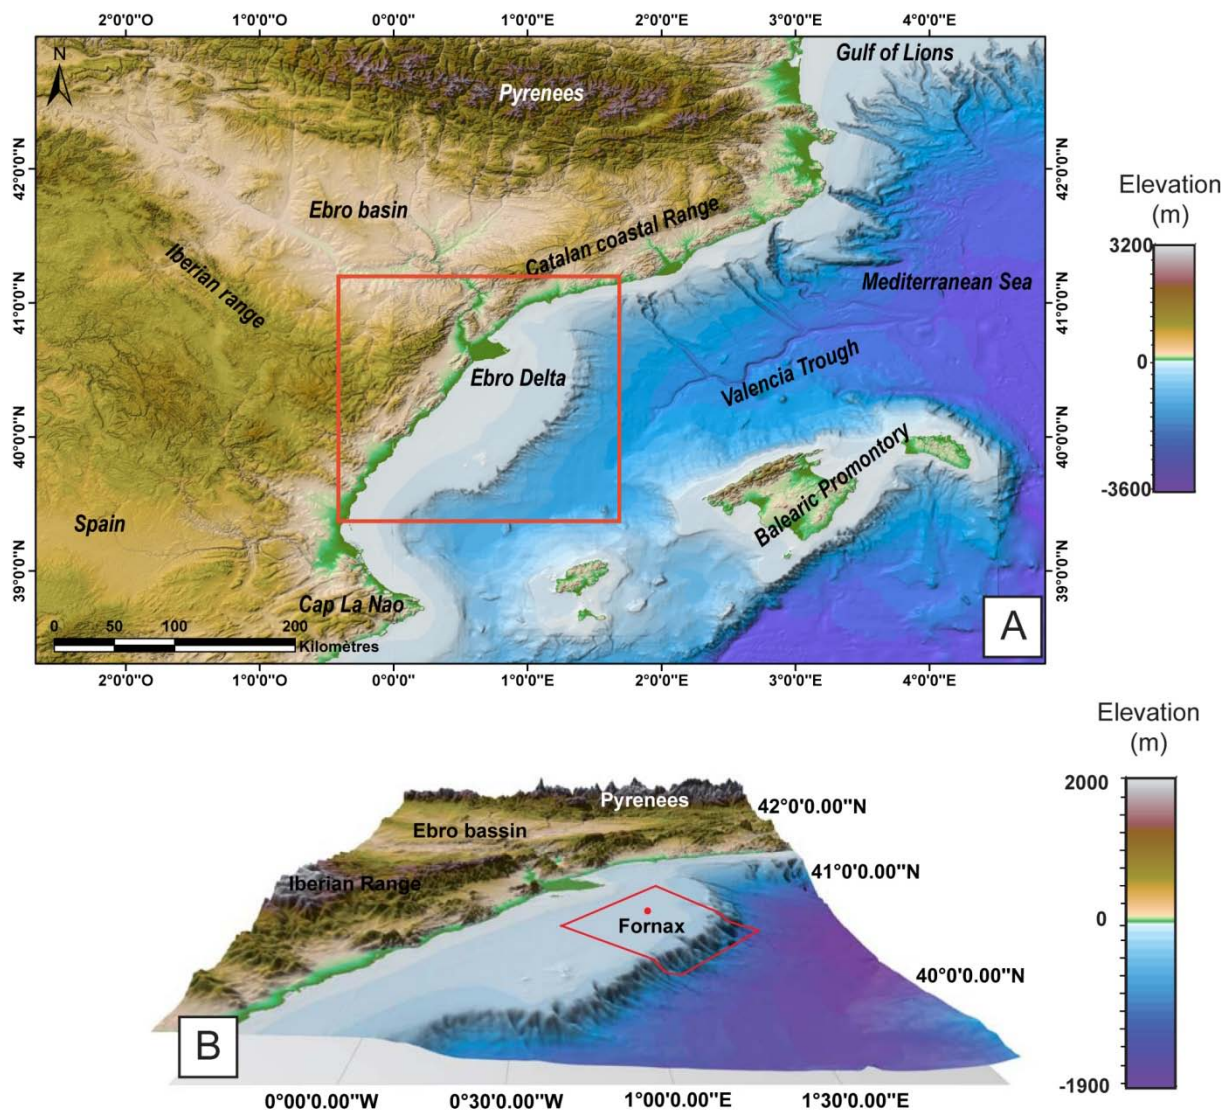 2°0'0"O 1°0'0"O 0°0'0" 1°0'0"E 2°0'0"E 3°0'0"E 4°0'0"E
N
Gulf of Lions
Pyrenees
42°0'0"N
42°0'0"N
Ebro basin
Catalan coastal Range
Iberian range
Mediterranean Sea
41°0'0"N
41°0'0"N
Ebro Delta
Valencia Trough
40°0'0"N
40°0'0"N
Balearic Promontory
Spain
39°0'0"N
39°0'0"N
Cap La Nao
0 50 100 200
Kilomètres
A
2°0'0"O 1°0'0"O 0°0'0" 1°0'0"E 2°0'0"E 3°0'0"E 4°0'0"E
Elevation
(m)
3200
0
-3600
Pyrenees
42°0'0.00"N
Ebro bassin
41°0'0.00"N
Iberian Range
Fornax
40°0'0.00"N
B
0°00'0.00"W 0°30'0.00"W 1°00'0.00"E 1°30'0.00"E
Elevation
(m)
2000
0
-1900